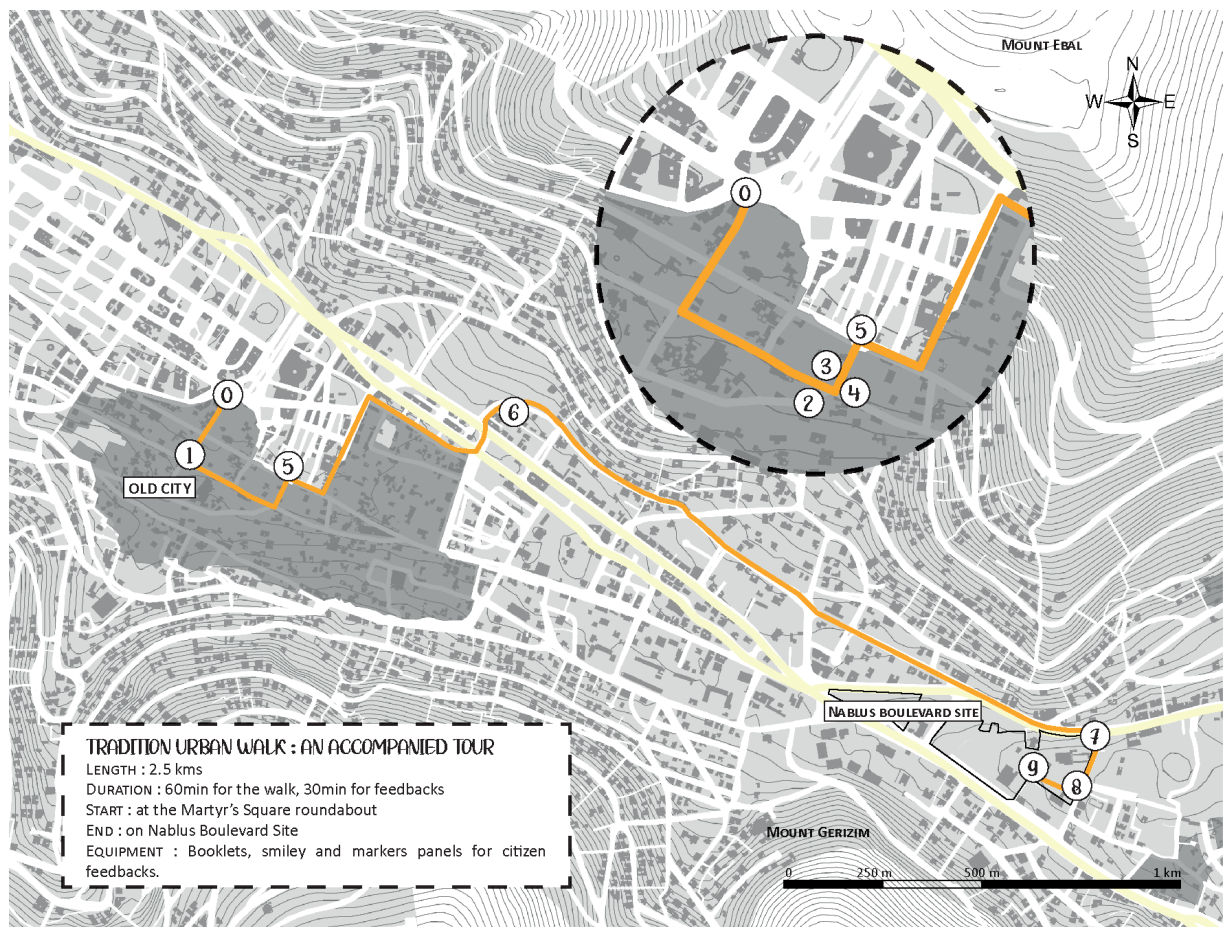 MOUNT EBAL
N
W E
S
0
5
3
2 4
0
6
1
5
OLD CITY
NABLUS BOULEVARD SITE
7
9
8
TRADITION URBAN WALK : AN ACCOMPANIED TOUR
LENGTH : 2.5 kms
DURATION : 60min for the walk, 30min for feedbacks
START : at the Martyr's Square roundabout
END : on Nablus Boulevard Site
EQUIPMENT : Booklets, smiley and markers panels for citizen
feedbacks.
MOUNT GERIZIM
0 250 m 500 m 1 km